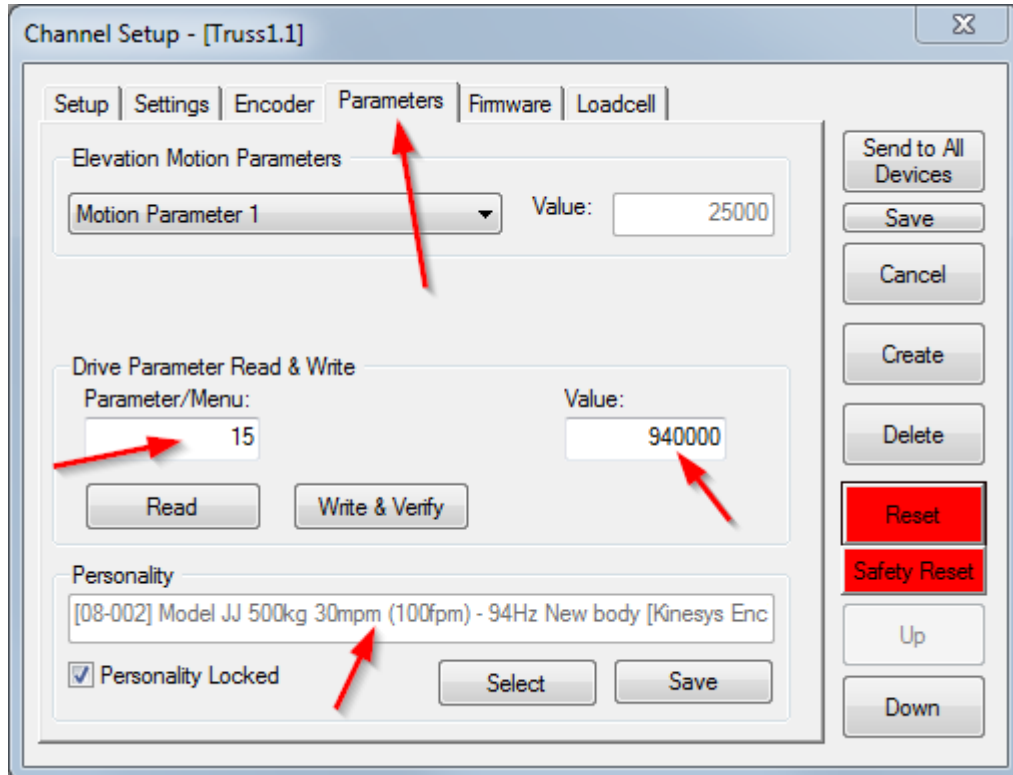 Channel Setup - [Truss1.1]
Setup Settings Encoder Parameters Firmware Loadcell
Elevation Motion Parameters
Motion Parameter 1
Value:
25000
Drive Parameter Read & Write
Parameter/Menu:
15
Value:
940000
Read
Write & Verify
Personality
[08-002] Model JJ 500kg 30mpm (100fpm) - 94Hz New body [Kinesys Enc
Personality Locked
Select
Save
Send to All
Devices
Save
Cancel
Create
Delete
Reset
Safety Reset
Up
Down